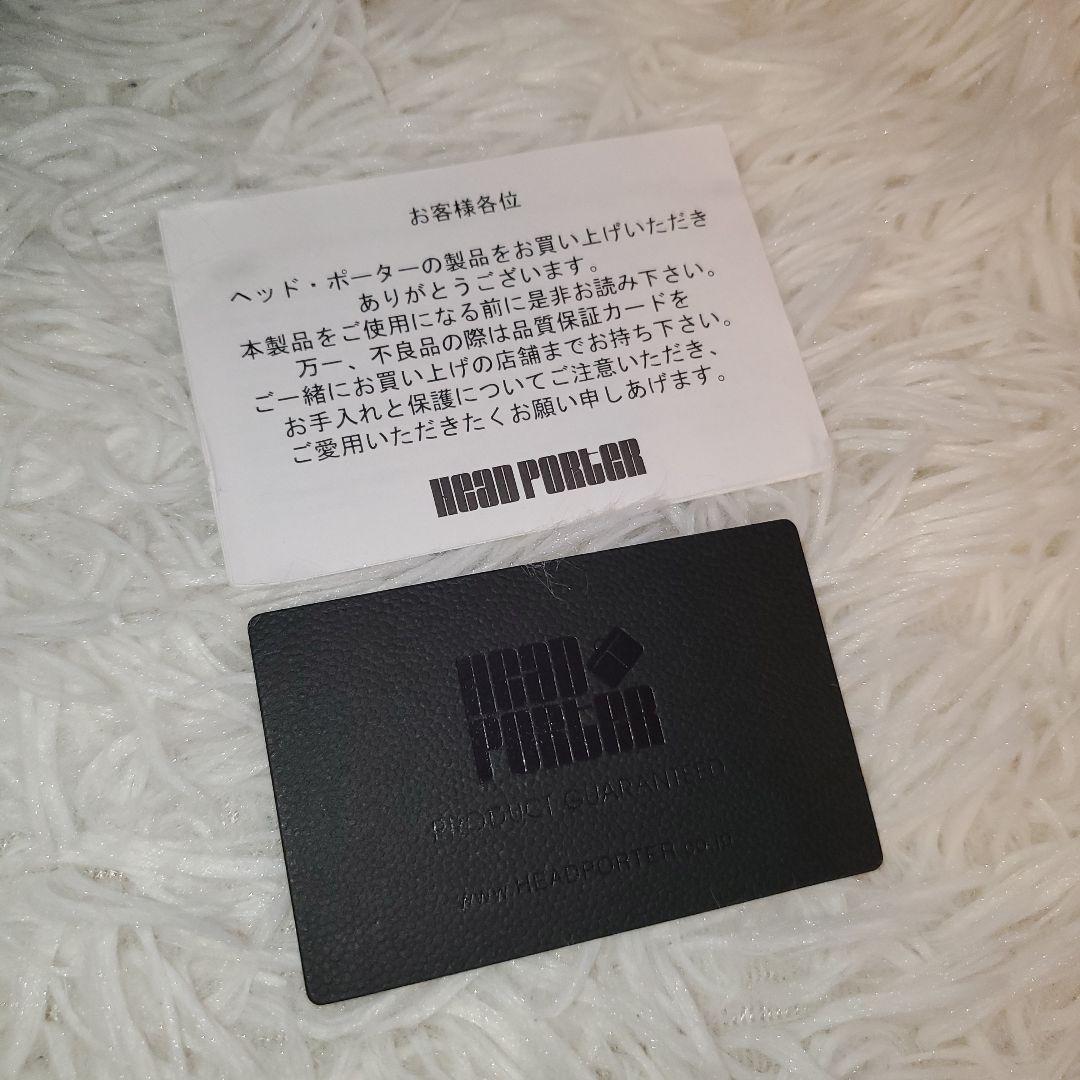 お客様各位
ヘッド・ポーターの製品をお買い上げいただき
ありがとうございます。
本製品をご使用になる前に是非お読み下さい。
万一、不良品の際は品質保証カードを
ご一緒にお買い上げの店舗までお持ち下さい。
お手入れと保護についてご注意いただき、
ご愛用いただきたくお願い申しあげます。
HEAD PORTER
HEAD
PORTER
PRODUCT GUARANTEED
www.HEADPORTER.co.jp